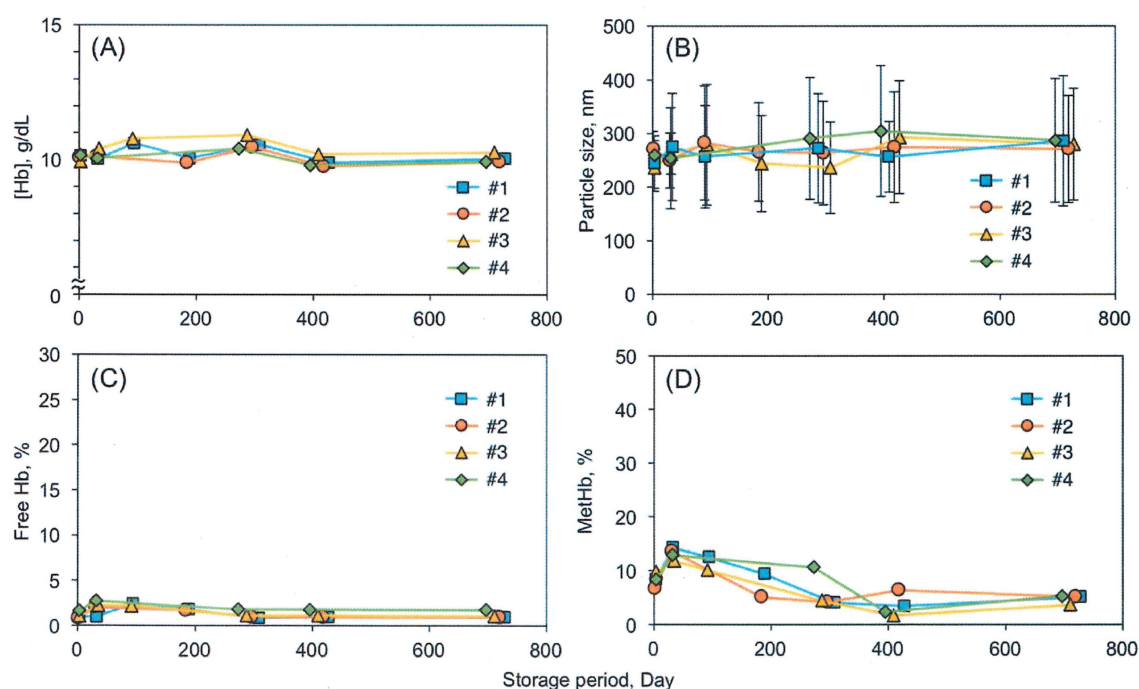 (A)
15
10
0
[Hb], g/dL
#1
#2
#3
#4
0 200 400 600 800
(B)
500
400
300
200
100
0
Particle size, nm
#1
#2
#3
#4
0 200 400 600 800
(C)
30
25
20
15
10
5
0
Free Hb, %
#1
#2
#3
#4
0 200 400 600 800
(D)
50
40
30
20
10
0
MetHb, %
#1
#2
#3
#4
0 200 400 600 800
Storage period, Day